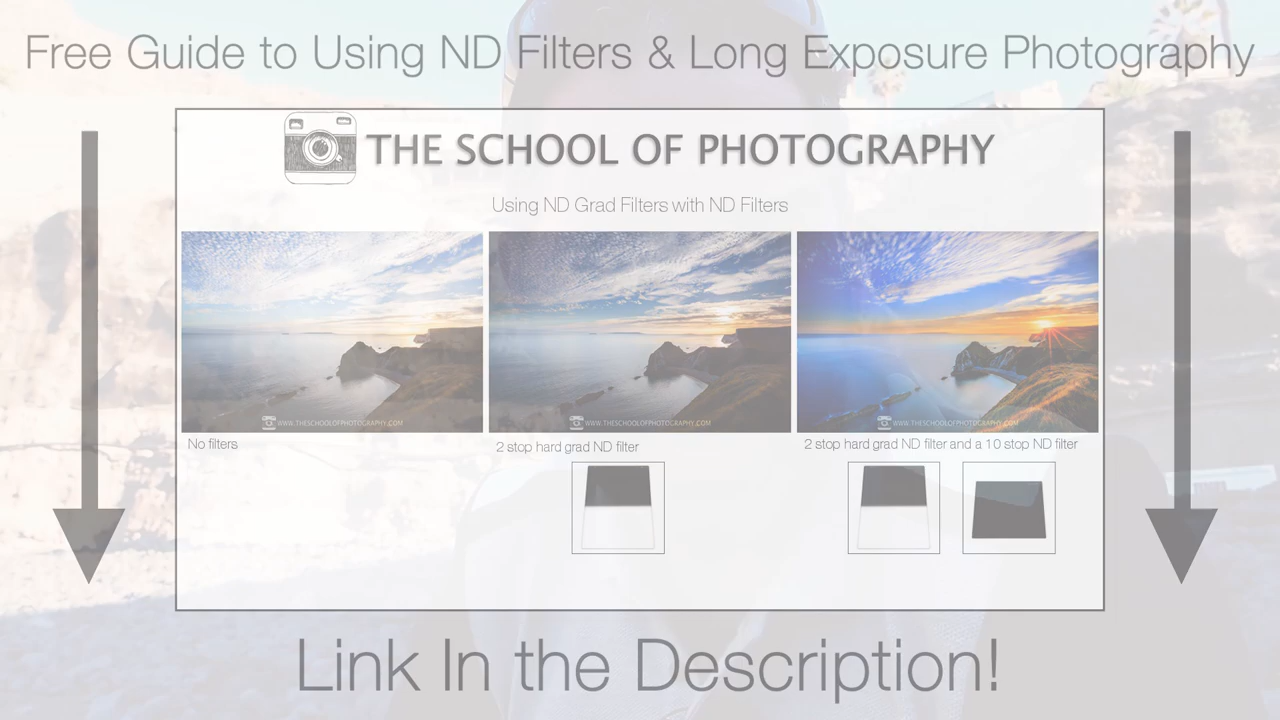 Free Guide to Using ND Filters & Long Exposure Photography
THE SCHOOL OF PHOTOGRAPHY
Using ND Grad Filters with ND Filters
WWW.THESCHOOLOFPHOTOGRAPHY.COM
WWW.THESCHOOLOFPHOTOGRAPHY.COM
WWW.THESCHOOLOFPHOTOGRAPHY.COM
No filters
2 stop hard grad ND filter
2 stop hard grad ND filter and a 10 stop ND filter
Link In the Description!